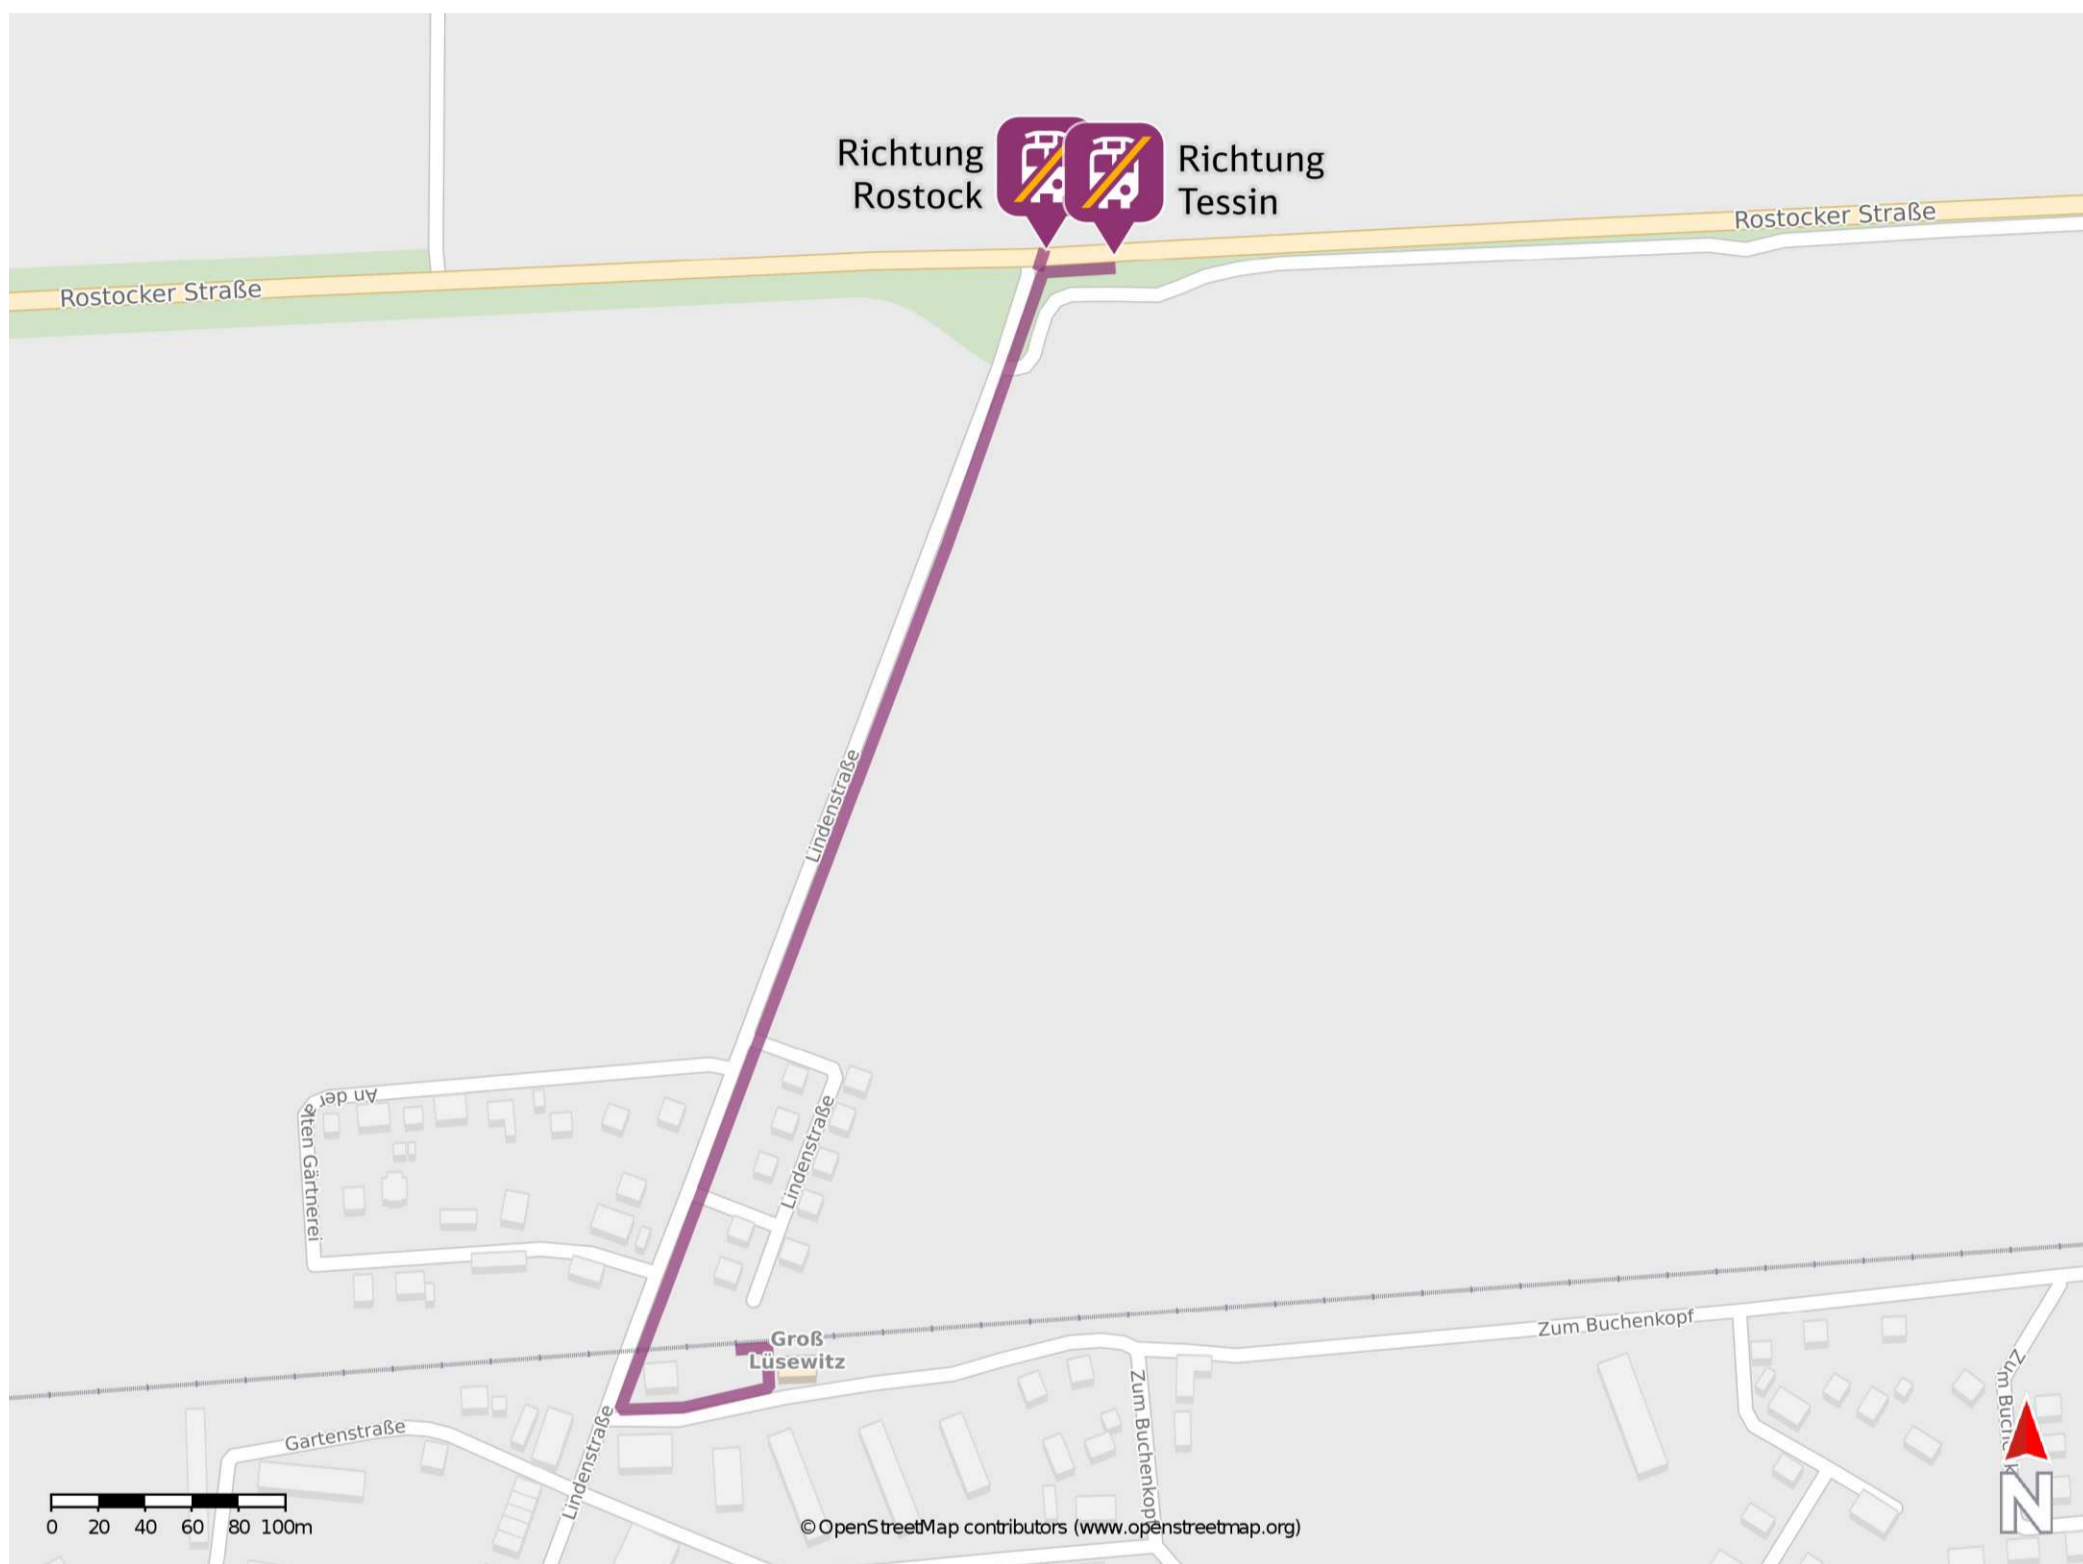 Richtung
Rostock
Richtung
Tessin
Rostocker Straße
Rostocker Straße
Lindenstraße
An der
alten Gärtnerei
Lindenstraße
Groß
Lüsewitz
Zum Buchenkopf
Zum Buchenkopf
Gartenstraße
Lindenstraße
N
0 20 40 60 80 100m
© OpenStreetMap contributors (www.openstreetmap.org)